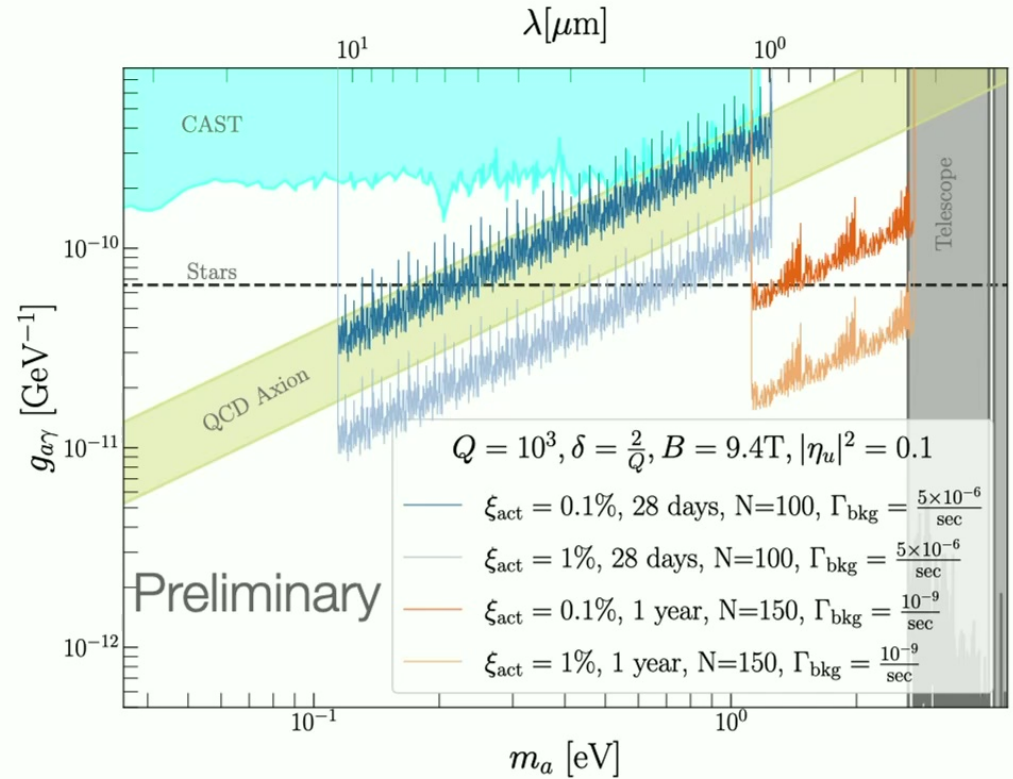 λ[μm]
10¹ 10⁰
CAST
Telescope
10⁻¹⁰
Stars
g_{aγ} [GeV⁻¹]
QCD Axion
10⁻¹¹
Q = 10³, δ = 2/Q, B = 9.4T, |η_u|² = 0.1
ξ_act = 0.1%, 28 days, N=100, Γ_bkg = 5×10⁻⁶/sec
ξ_act = 1%, 28 days, N=100, Γ_bkg = 5×10⁻⁶/sec
Preliminary
ξ_act = 0.1%, 1 year, N=150, Γ_bkg = 10⁻⁹/sec
10⁻¹²
ξ_act = 1%, 1 year, N=150, Γ_bkg = 10⁻⁹/sec
10⁻¹ 10⁰
m_a [eV]